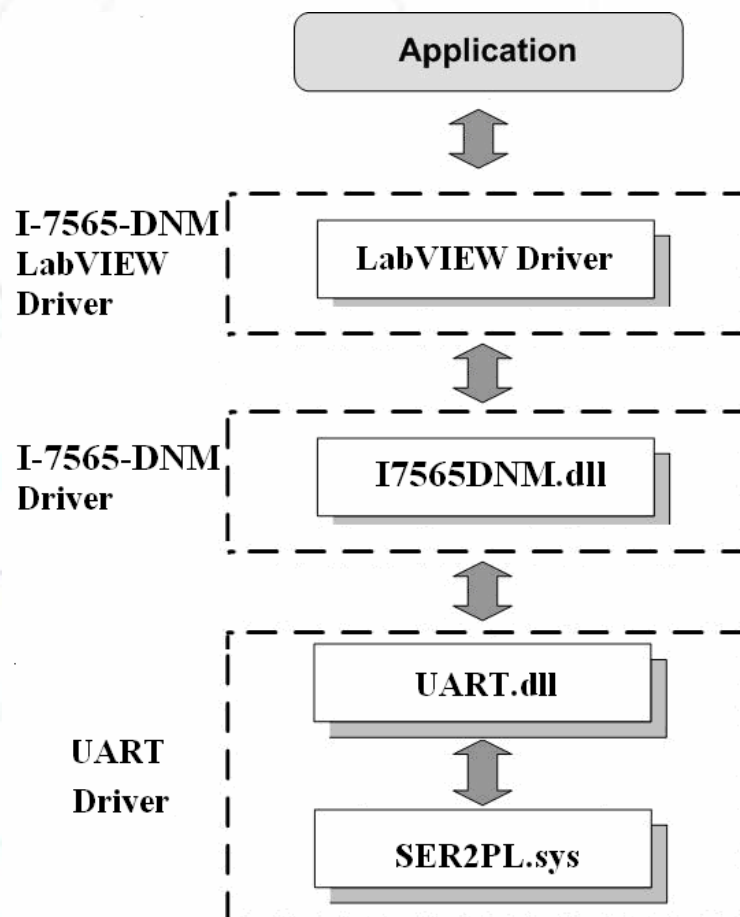 Application
I-7565-DNM
LabVIEW
Driver
LabVIEW Driver
I-7565-DNM
Driver
I7565DNM.dll
UART.dll
UART
Driver
SER2PL.sys